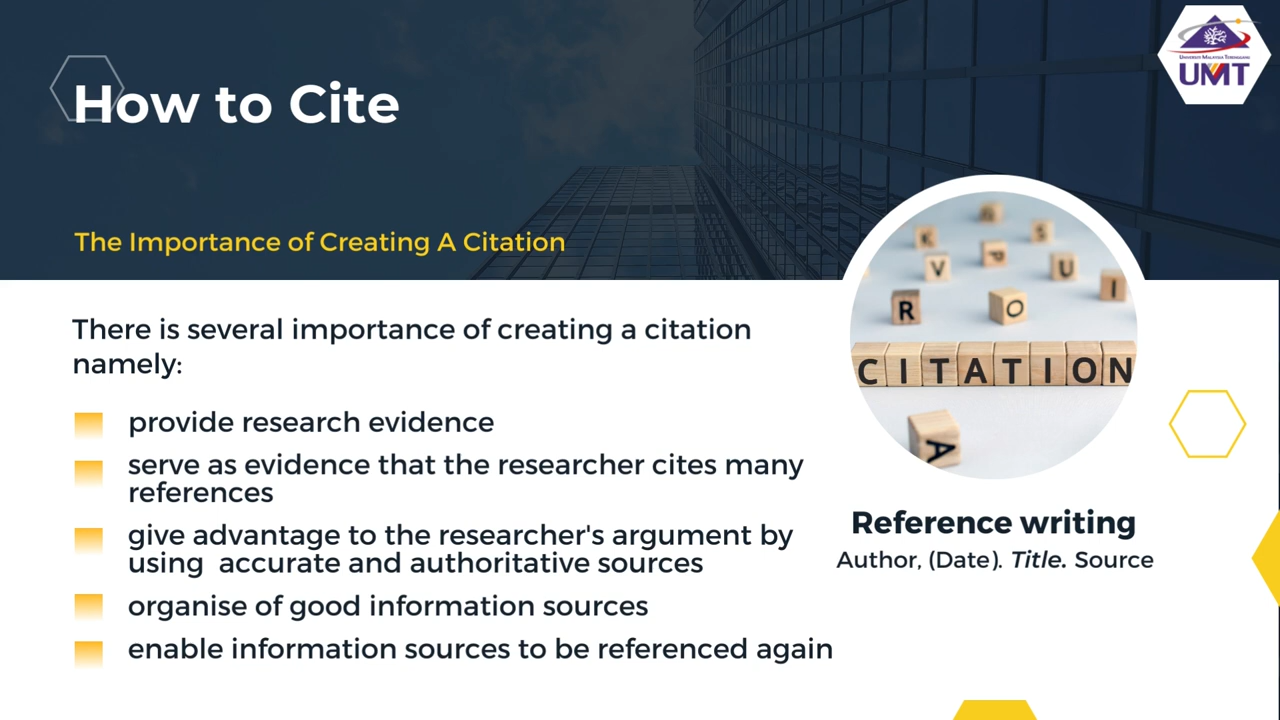 How to Cite
UNIVERSITI MALAYSIA TERENGGANU
UMT
The Importance of Creating A Citation
There is several importance of creating a citation
namely:
provide research evidence
serve as evidence that the researcher cites many
references
give advantage to the researcher's argument by
using  accurate and authoritative sources
organise of good information sources
enable information sources to be referenced again
K
S
V
P
U
I
R
O
CITATION
A
Reference writing
Author, (Date). Title. Source